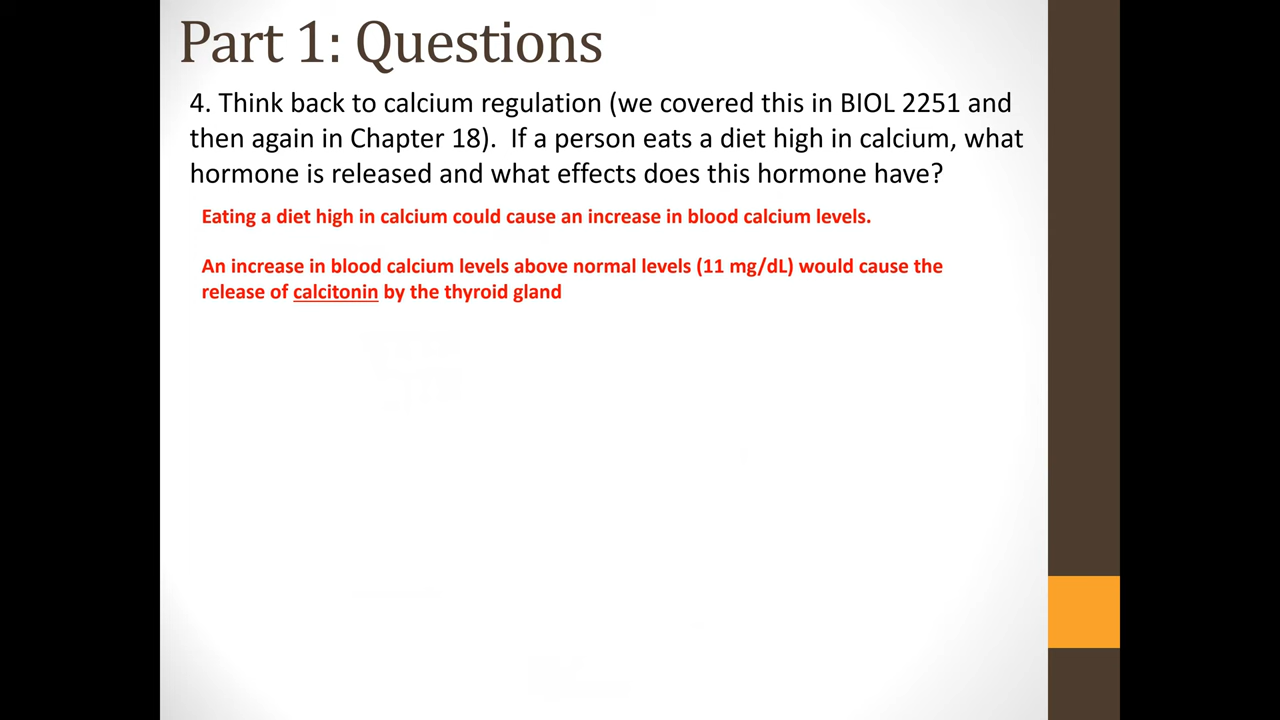 Part 1: Questions
4. Think back to calcium regulation (we covered this in BIOL 2251 and
then again in Chapter 18).  If a person eats a diet high in calcium, what
hormone is released and what effects does this hormone have?
Eating a diet high in calcium could cause an increase in blood calcium levels.
An increase in blood calcium levels above normal levels (11 mg/dL) would cause the
release of calcitonin by the thyroid gland